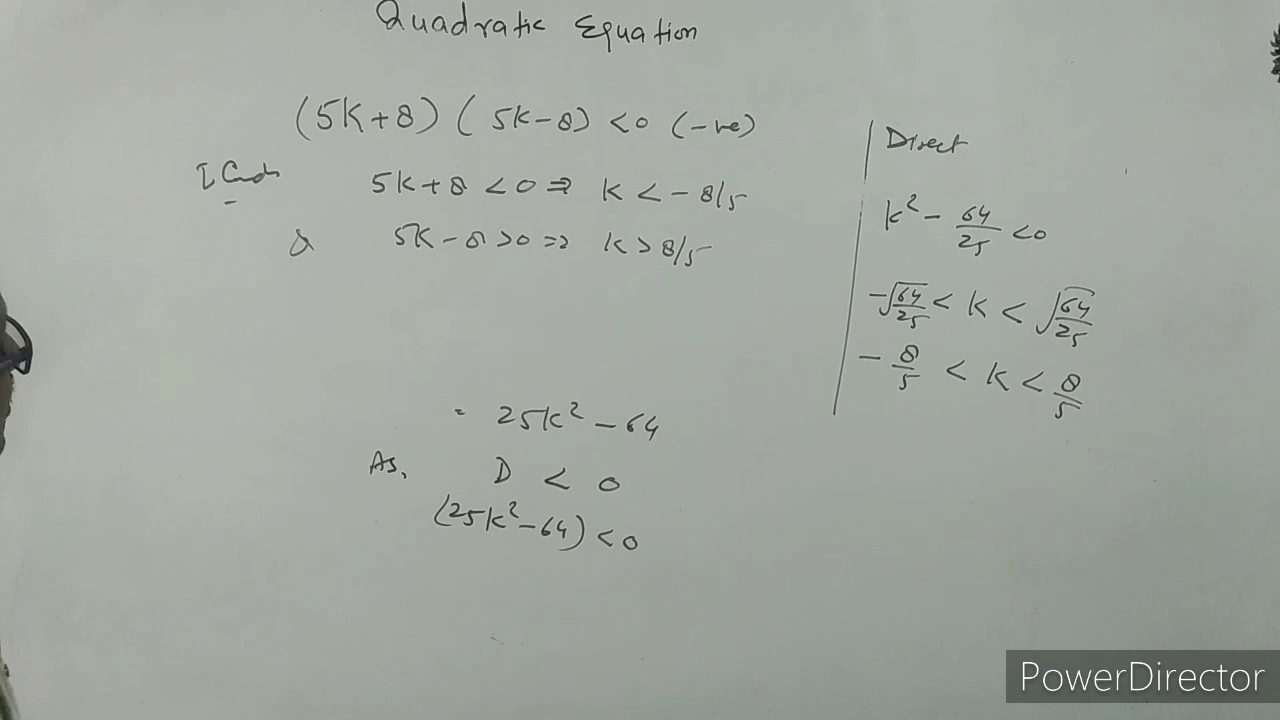 Quadratic Equation
(5K+8) (5K-8) <0 (-ve)
I
5K+8 <0 ⇒ K < -8/5
& 5K-8>0 ⇒ K > 8/5
= 25K² - 64
As, D < 0
(25K²-64) <0
Direct
K² - 64/25 <0
-√64/25 < K < √64/25
- 8/5 < K < 8/5
PowerDirector